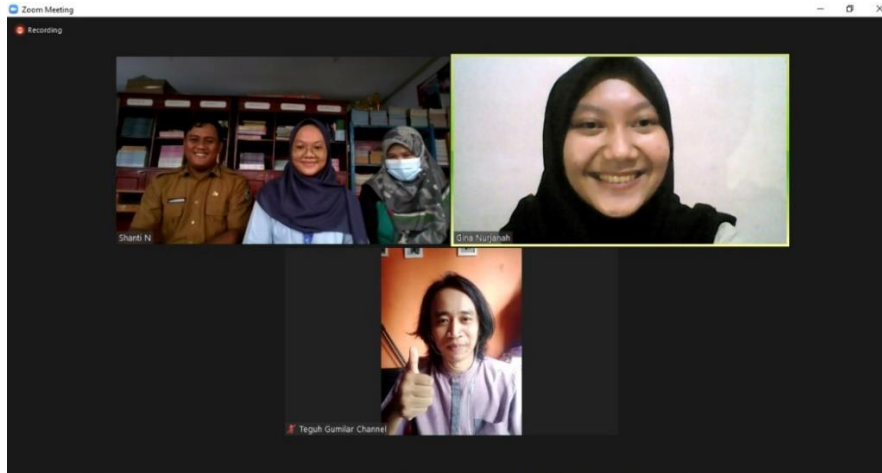 Zoom Meeting
Recording
Shanti N
Gina Nurjanah
Teguh Gumilar Channel